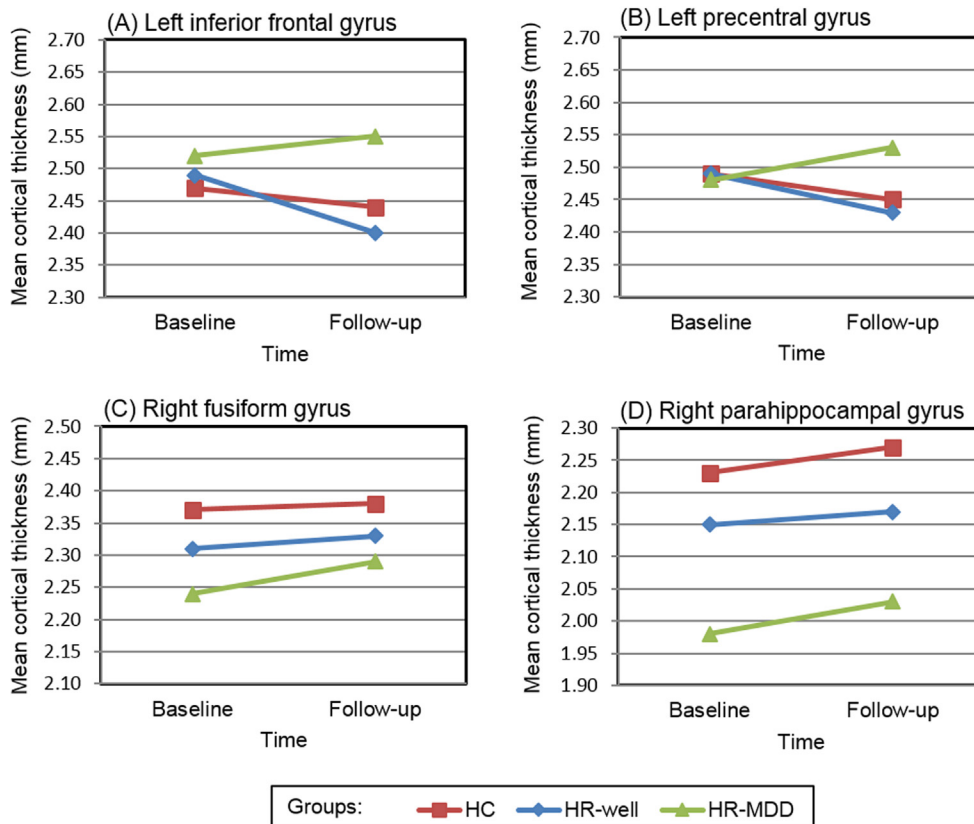 (A) Left inferior frontal gyrus
Mean cortical thickness (mm)
2.70
2.65
2.60
2.55
2.50
2.45
2.40
2.35
2.30
Baseline Follow-up
Time
(B) Left precentral gyrus
Mean cortical thickness (mm)
2.70
2.65
2.60
2.55
2.50
2.45
2.40
2.35
2.30
Baseline Follow-up
Time
(C) Right fusiform gyrus
Mean cortical thickness (mm)
2.50
2.45
2.40
2.35
2.30
2.25
2.20
2.15
2.10
Baseline Follow-up
Time
(D) Right parahippocampal gyrus
Mean cortical thickness (mm)
2.30
2.25
2.20
2.15
2.10
2.05
2.00
1.95
1.90
Baseline Follow-up
Time
Groups: HC HR-well HR-MDD